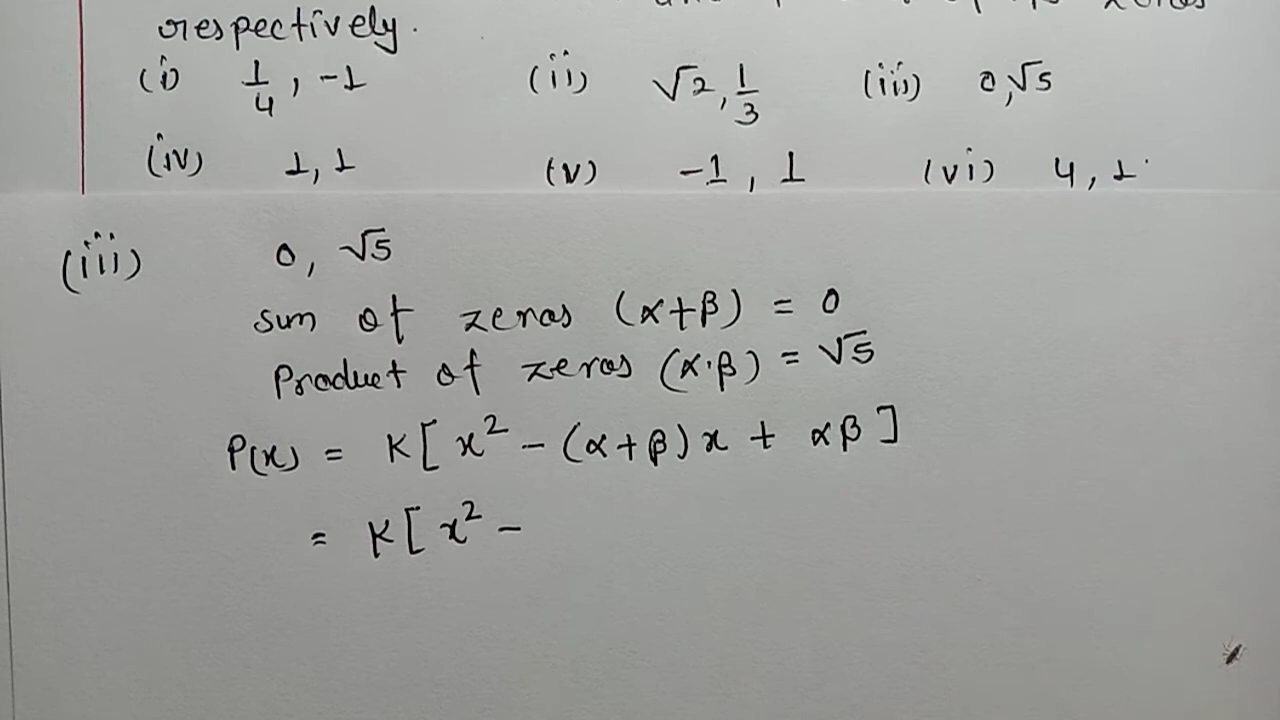 respectively.
(i) 1/4, -1 (ii) √2, 1/3 (iii) 0, √5
(iv) 1, 1 (v) -1, 1 (vi) 4, 1
(iii) 0, √5
sum of zeros (α+β) = 0
Product of zeros (α.β) = √5
P(x) = K[x² - (α+β)x + αβ]
= K[x² -